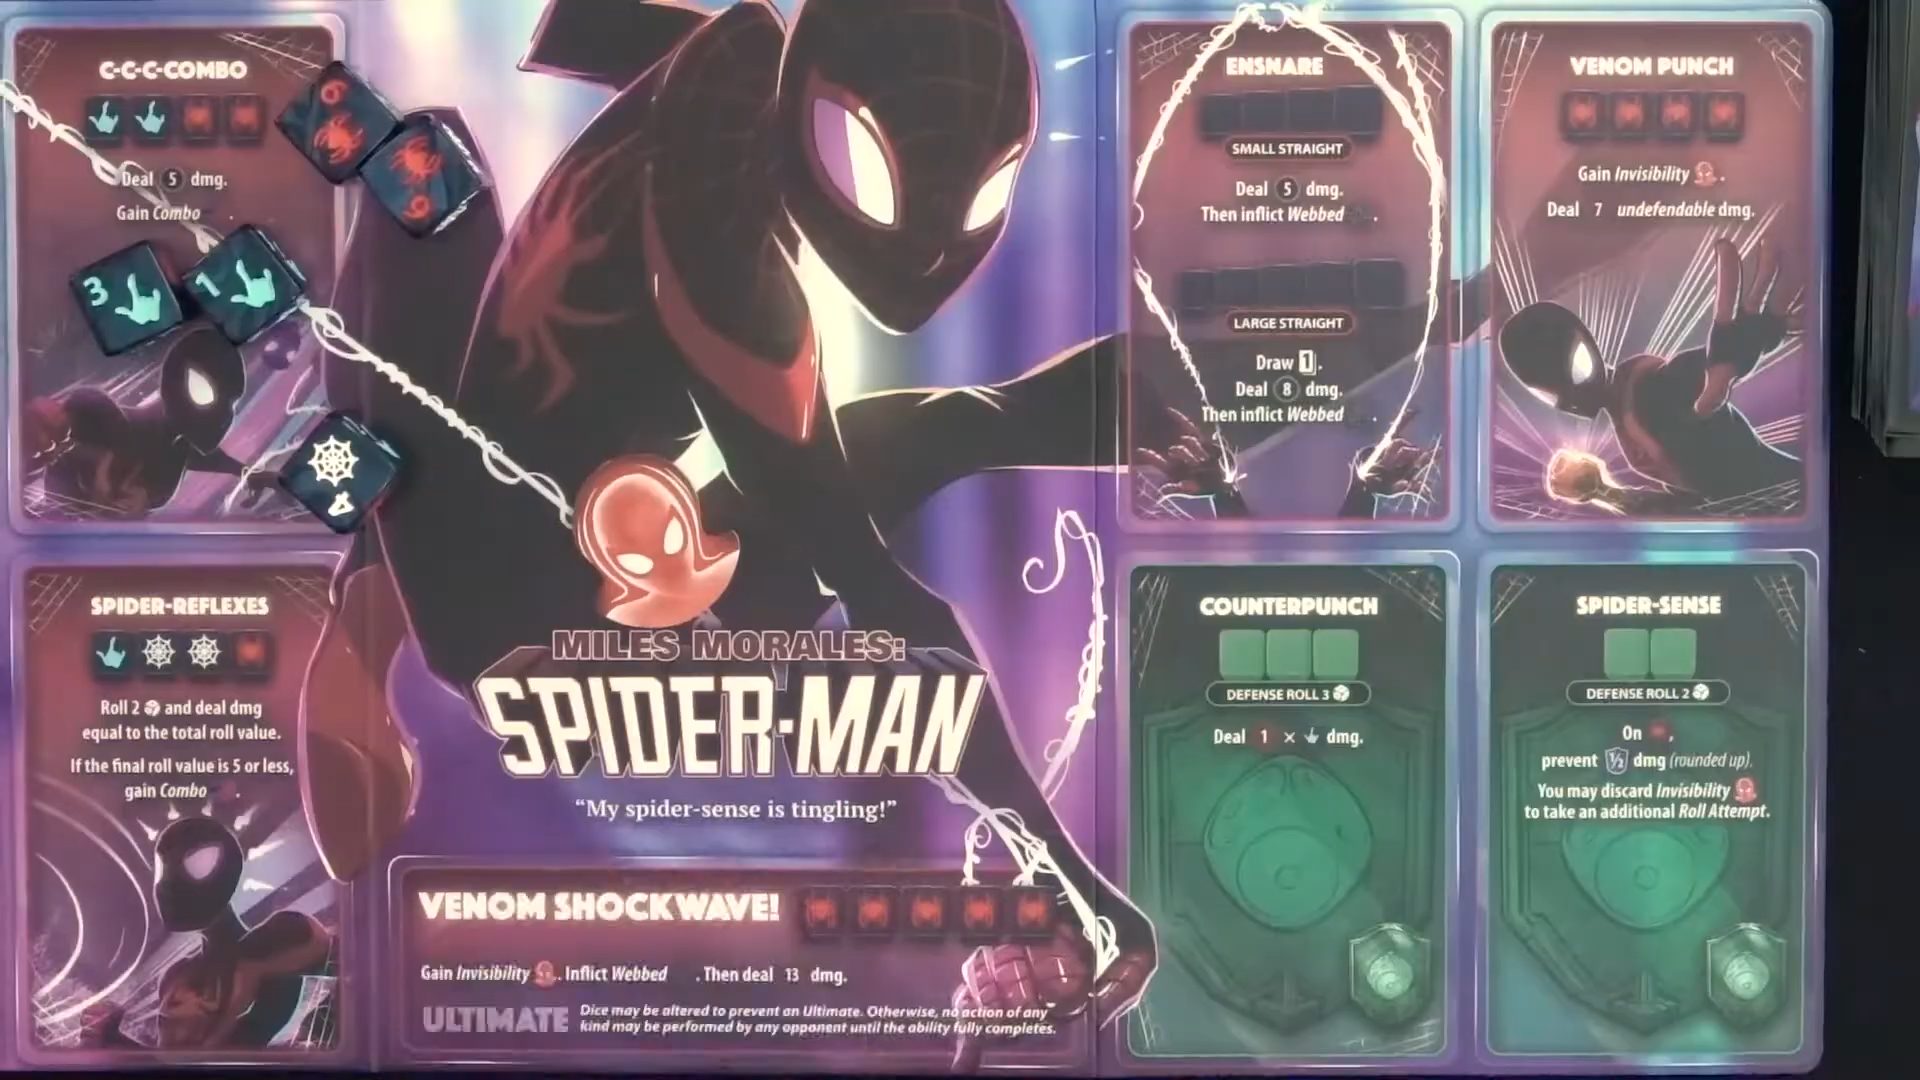 C-C-C-COMBO
Deal 5 dmg.
Gain Combo .
6
6
3
1
4
SPIDER-REFLEXES
Roll 2 and deal dmg
equal to the total roll value.
If the final roll value is 5 or less,
gain Combo .
MILES MORALES:
SPIDER-MAN
“My spider-sense is tingling!”
VENOM SHOCKWAVE!
Gain Invisibility . Inflict Webbed . Then deal 13 dmg.
ULTIMATE
Dice may be altered to prevent an Ultimate. Otherwise, no action of any
kind may be performed by any opponent until the ability fully completes.
ENSNARE
SMALL STRAIGHT
Deal 5 dmg.
Then inflict Webbed .
LARGE STRAIGHT
Draw 1 .
Deal 8 dmg.
Then inflict Webbed .
VENOM PUNCH
Gain Invisibility .
Deal 7 undefendable dmg.
COUNTERPUNCH
DEFENSE ROLL 3
Deal 1 × dmg.
SPIDER-SENSE
DEFENSE ROLL 2
On ,
prevent ½ dmg (rounded up).
You may discard Invisibility
to take an additional Roll Attempt.